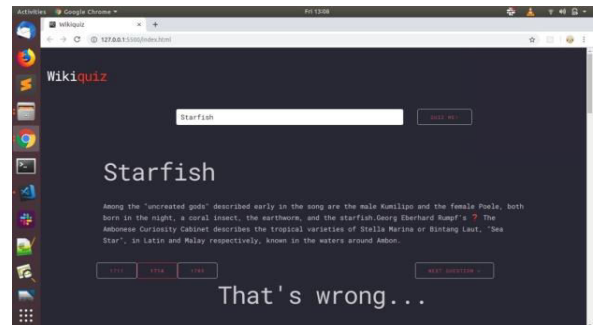 Activities Google Chrome Fri 13:08
Wikiquiz
127.0.0.1:5500/index.html
Wikiquiz
Starfish
QUIZ ME!
Starfish
Among the "uncreated gods" described early in the song are the male Kumilipo and the female Poele, both
born in the night, a coral insect, the earthworm, and the starfish.Georg Eberhard Rumpf's ? The
Ambonese Curiosity Cabinet describes the tropical varieties of Stella Marina or Bintang Laut, "Sea
Star", in Latin and Malay respectively, known in the waters around Ambon.
NEXT QUESTION
That's wrong...